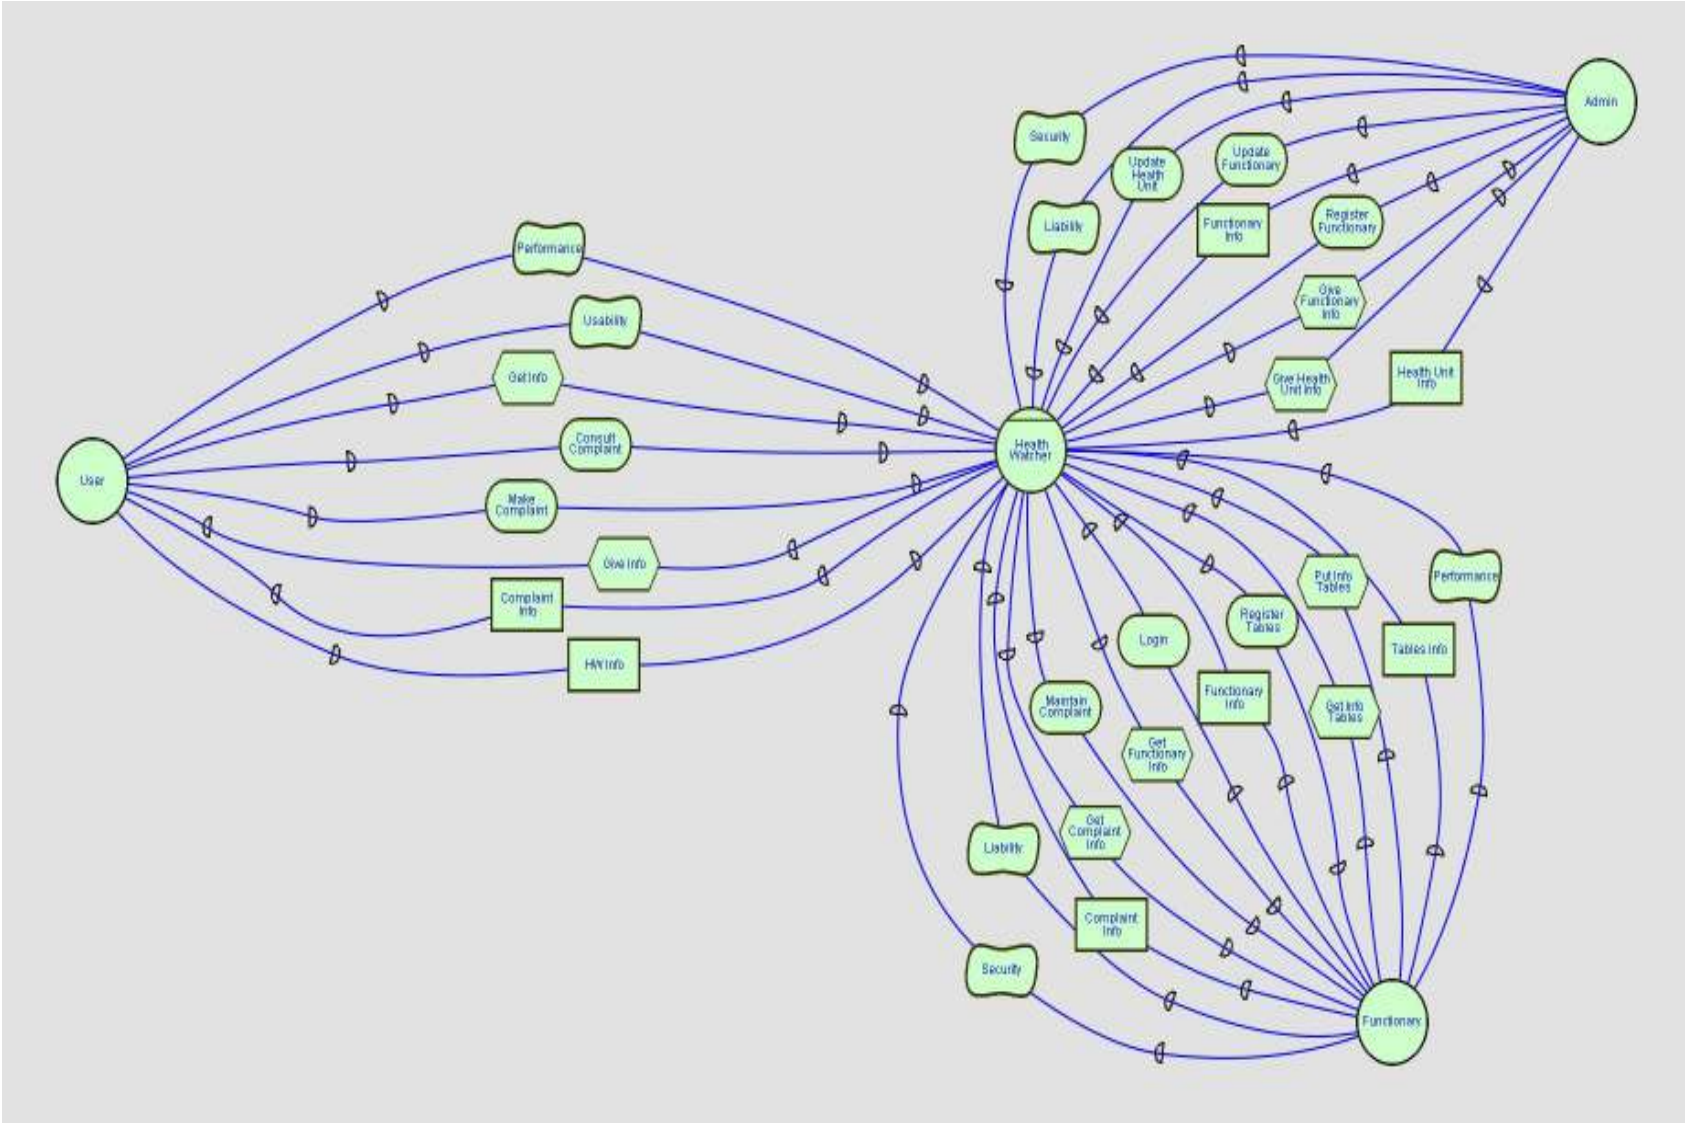 Admin
Security
Update
Health
Unit
Update
Functionary
Liability
Functionary
Info
Register
Functionary
Give
Functionary
Info
Give Health
Unit Info
Health Unit
Info
Performance
Usability
Get Info
Consult
Complaint
Make
Complaint
Give Info
Complaint
Info
HW Info
User
Health
Watcher
Put Info
Tables
Performance
Register
Tables
Login
Tables Info
Functionary
Info
Maintain
Complaint
Get Info
Tables
Get
Functionary
Info
Get
Complaint
Info
Liability
Complaint
Info
Security
Functionary